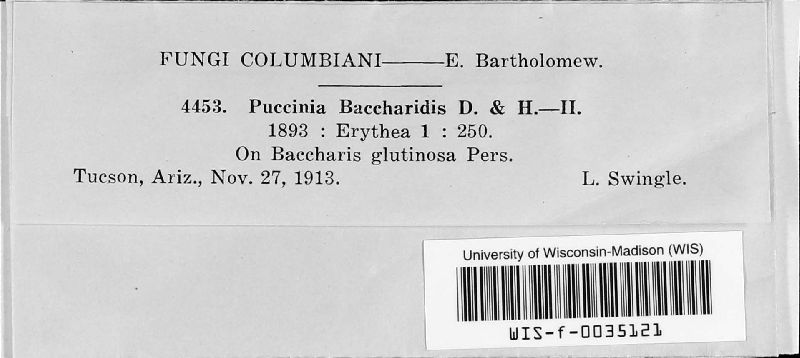 FUNGI COLUMBIANI———E. Bartholomew.
4453. Puccinia Baccharidis D. & H.—II.
1893 : Erythea 1 : 250.
On Baccharis glutinosa Pers.
Tucson, Ariz., Nov. 27, 1913. L. Swingle.
University of Wisconsin-Madison (WIS)
WIS-f-0035121